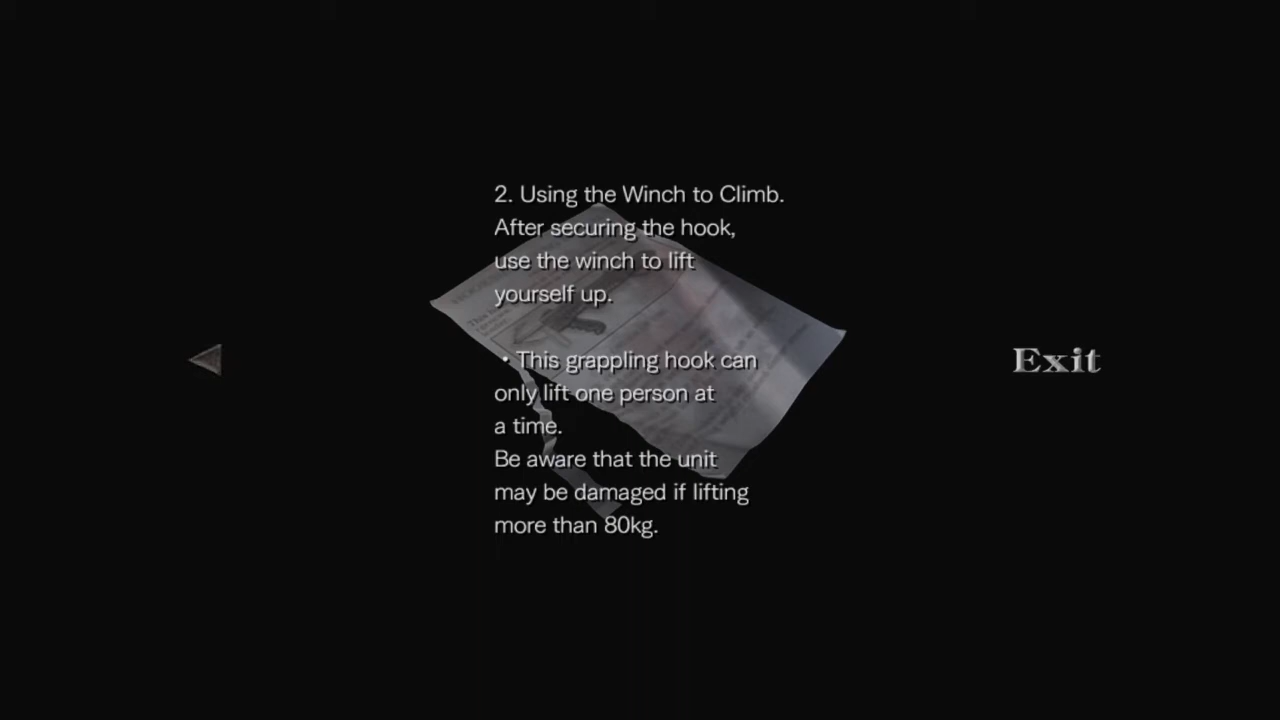 2. Using the Winch to Climb.
After securing the hook,
use the winch to lift
yourself up.
・This grappling hook can
only lift one person at
a time.
Be aware that the unit
may be damaged if lifting
more than 80kg.
Exit